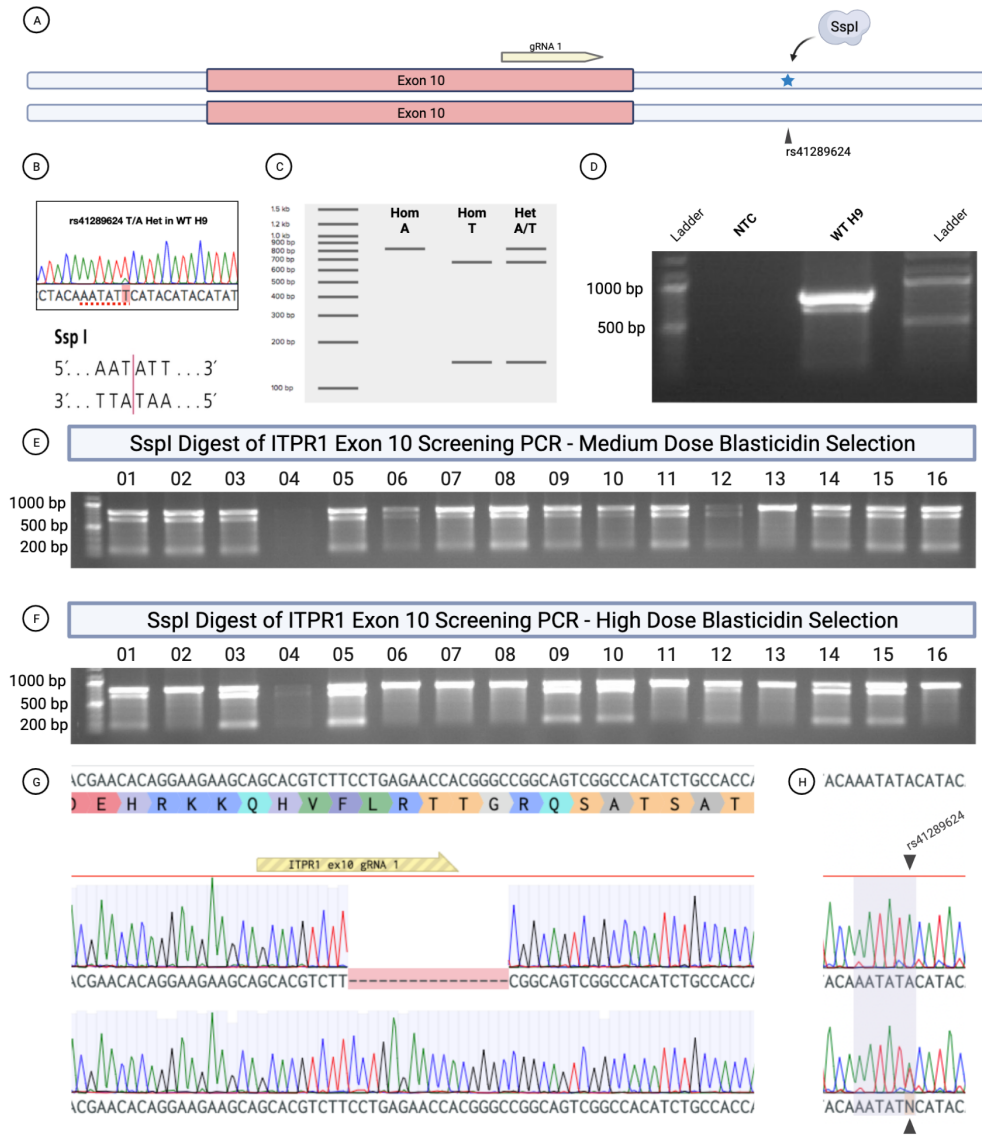 A
SspI
gRNA 1
Exon 10
Exon 10
rs41289624
B
C
D
rs41289624 T/A Het in WT H9
CTACAAATATTCATACATACATAT
Ssp I
5′...AAT ATT...3′
3′...TTA TAA...5′
1.5 kb
1.2 kb
1.0 kb
900 bp
800 bp
700 bp
600 bp
500 bp
400 bp
300 bp
200 bp
100 bp
Hom A
Hom T
Het A/T
Ladder
NTC
WT H9
Ladder
1000 bp
500 bp
E
SspI Digest of ITPR1 Exon 10 Screening PCR - Medium Dose Blasticidin Selection
01 02 03 04 05 06 07 08 09 10 11 12 13 14 15 16
1000 bp
500 bp
200 bp
F
SspI Digest of ITPR1 Exon 10 Screening PCR - High Dose Blasticidin Selection
01 02 03 04 05 06 07 08 09 10 11 12 13 14 15 16
1000 bp
500 bp
200 bp
G
ACGAACACAGGAAGAAGCAGCACGTCTTCCTGAGAACCACGGGCCGGCAGTCGGCCACATCTGCCACCA
D E H R K K Q H V F L R T T G R Q S A T S A T
ITPR1 ex10 gRNA 1
ACGAACACAGGAAGAAGCAGCACGTCTT----------------CGGCAGTCGGCCACATCTGCCACCA
ACGAACACAGGAAGAAGCAGCACGTCTTCCTGAGAACCACGGGCCGGCAGTCGGCCACATCTGCCACCA
H
ACAAATATACATAC
rs41289624
ACAAATATACATAC
ACAAATATNCATAC